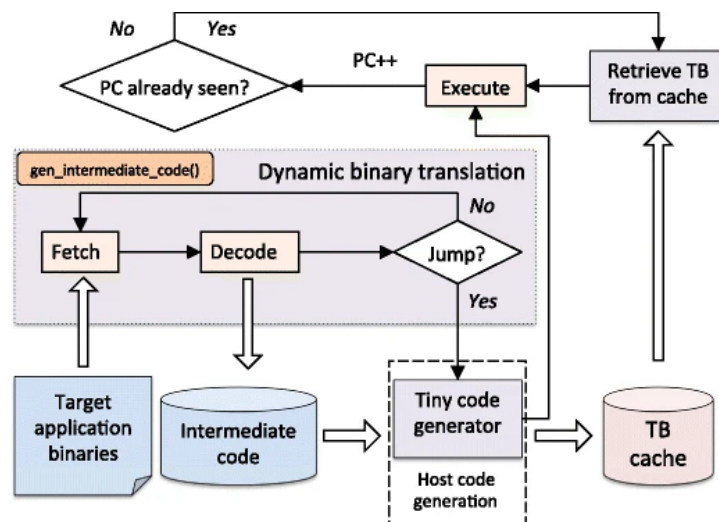 No Yes
PC already seen?
PC++
Execute
Retrieve TB
from cache
gen_intermediate_code()
Dynamic binary translation
No
Fetch
Decode
Jump?
Yes
Target
application
binaries
Intermediate
code
Tiny code
generator
Host code
generation
TB
cache